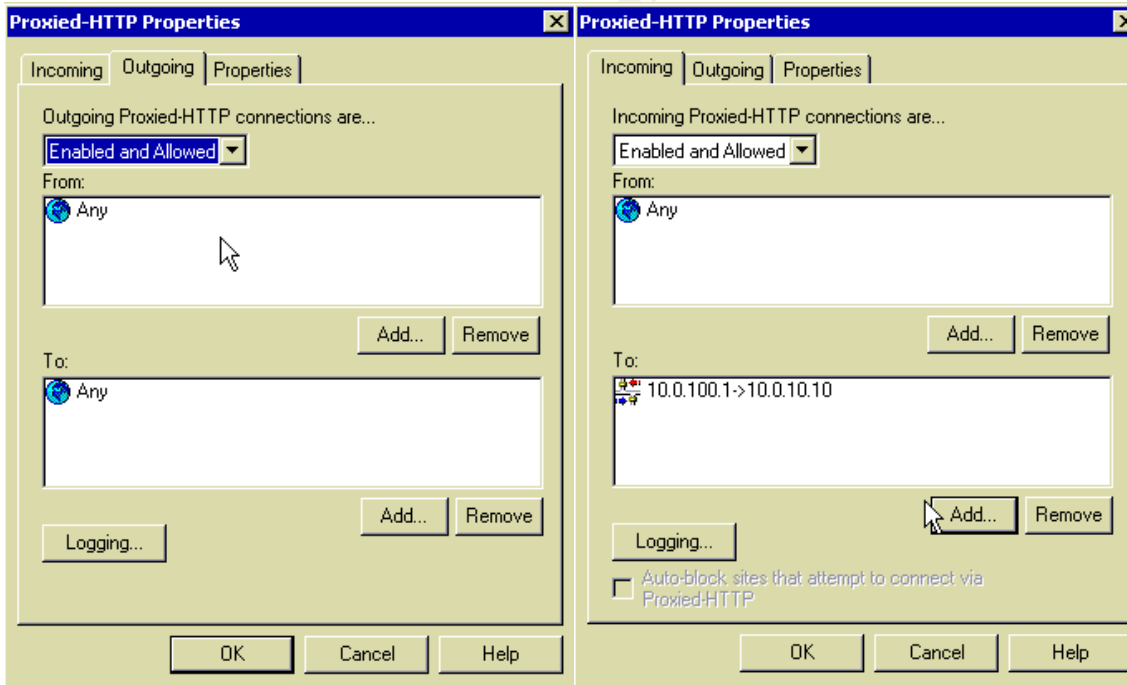 Proxied-HTTP Properties
Incoming
Outgoing
Properties
Outgoing Proxied-HTTP connections are...
Enabled and Allowed
From:
Any
Add...
Remove
To:
Any
Add...
Remove
Logging...
OK
Cancel
Help
Proxied-HTTP Properties
Incoming
Outgoing
Properties
Incoming Proxied-HTTP connections are...
Enabled and Allowed
From:
Any
Add...
Remove
To:
10.0.100.1->10.0.10.10
Add...
Remove
Logging...
Auto-block sites that attempt to connect via
Proxied-HTTP
OK
Cancel
Help